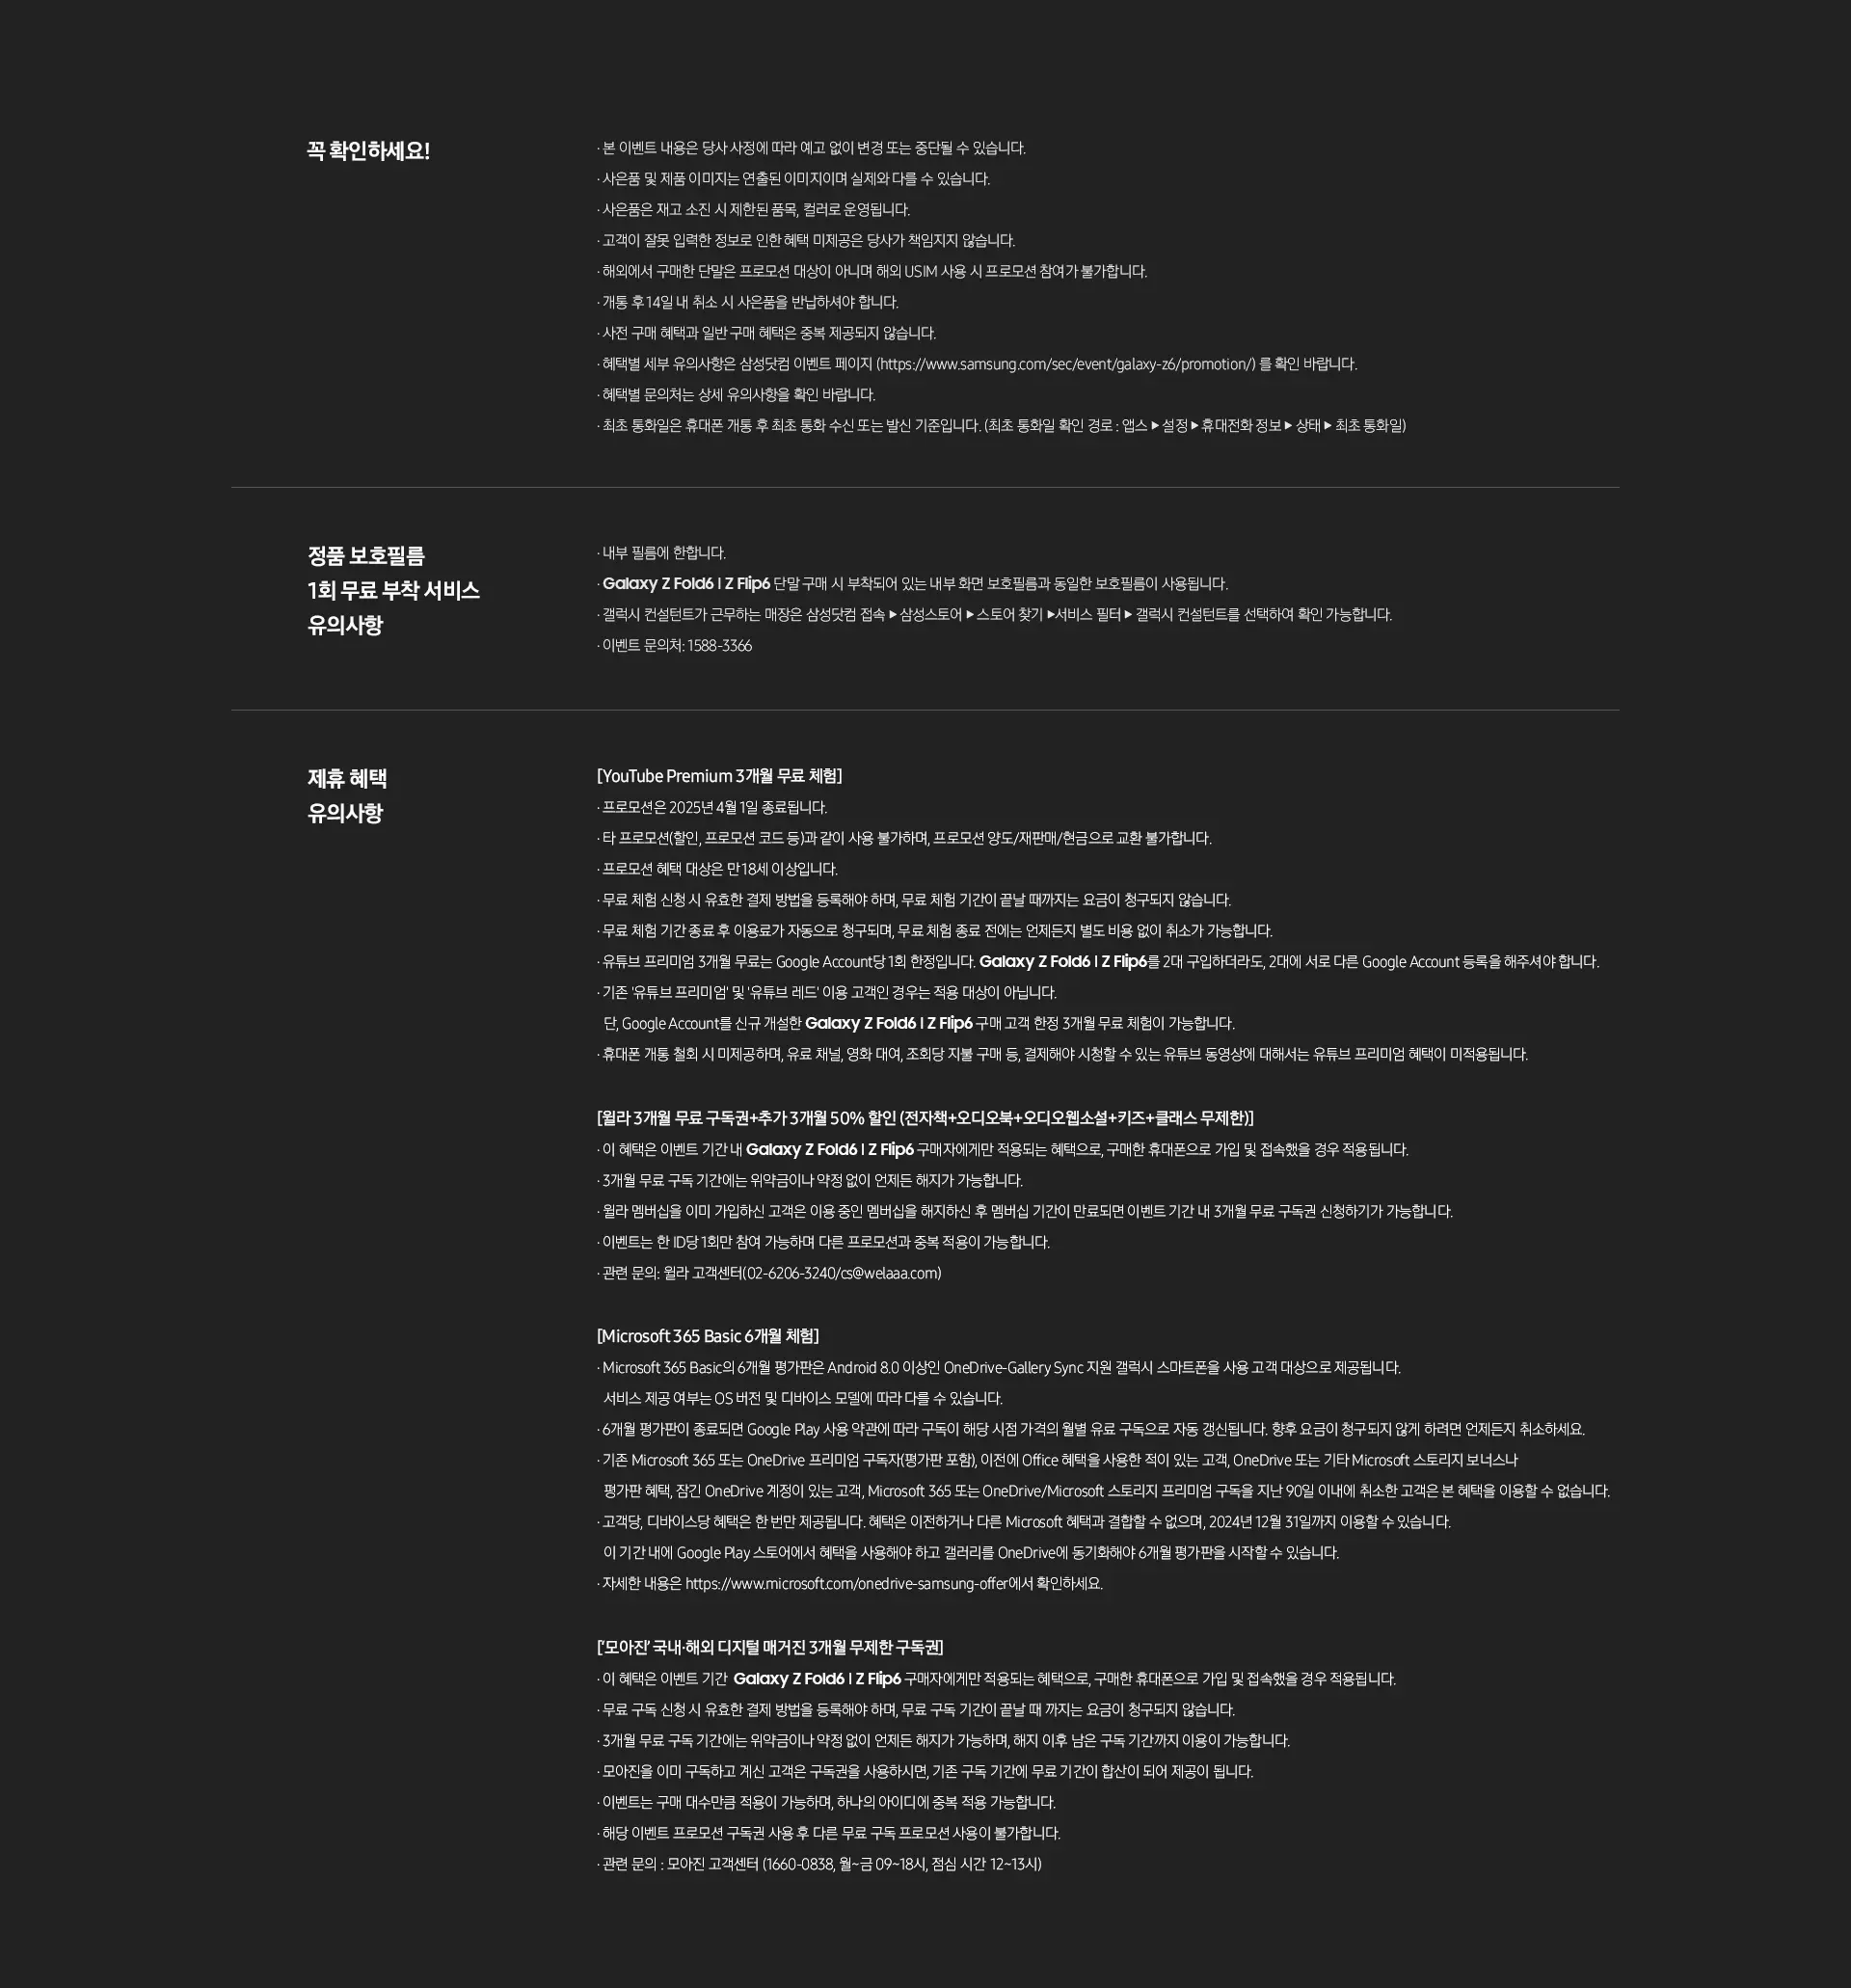 꼭 확인하세요!
· 본 이벤트 내용은 당사 사정에 따라 예고 없이 변경 또는 중단될 수 있습니다.
· 사은품 및 제품 이미지는 연출된 이미지이며 실제와 다를 수 있습니다.
· 사은품은 재고 소진 시 제한된 품목, 컬러로 운영됩니다.
· 고객이 잘못 입력한 정보로 인한 혜택 미제공은 당사가 책임지지 않습니다.
· 해외에서 구매한 단말은 프로모션 대상이 아니며 해외 USIM 사용 시 프로모션 참여가 불가합니다.
· 개통 후 14일 내 취소 시 사은품을 반납하셔야 합니다.
· 사전 구매 혜택과 일반 구매 혜택은 중복 제공되지 않습니다.
· 혜택별 세부 유의사항은 삼성닷컴 이벤트 페이지 (https://www.samsung.com/sec/event/galaxy-z6/promotion/) 를 확인 바랍니다.
· 혜택별 문의처는 상세 유의사항을 확인 바랍니다.
· 최초 통화일은 휴대폰 개통 후 최초 통화 수신 또는 발신 기준입니다. (최초 통화일 확인 경로 : 앱스 ▶ 설정 ▶ 휴대전화 정보 ▶ 상태 ▶ 최초 통화일)
정품 보호필름
1회 무료 부착 서비스
유의사항
· 내부 필름에 한합니다.
· Galaxy Z Fold6 I Z Flip6 단말 구매 시 부착되어 있는 내부 화면 보호필름과 동일한 보호필름이 사용됩니다.
· 갤럭시 컨설턴트가 근무하는 매장은 삼성닷컴 접속 ▶ 삼성스토어 ▶ 스토어 찾기 ▶서비스 필터 ▶ 갤럭시 컨설턴트를 선택하여 확인 가능합니다.
· 이벤트 문의처: 1588-3366
제휴 혜택
유의사항
[YouTube Premium 3개월 무료 체험]
· 프로모션은 2025년 4월 1일 종료됩니다.
· 타 프로모션(할인, 프로모션 코드 등)과 같이 사용 불가하며, 프로모션 양도/재판매/현금으로 교환 불가합니다.
· 프로모션 혜택 대상은 만 18세 이상입니다.
· 무료 체험 신청 시 유효한 결제 방법을 등록해야 하며, 무료 체험 기간이 끝날 때까지는 요금이 청구되지 않습니다.
· 무료 체험 기간 종료 후 이용료가 자동으로 청구되며, 무료 체험 종료 전에는 언제든지 별도 비용 없이 취소가 가능합니다.
· 유튜브 프리미엄 3개월 무료는 Google Account당 1회 한정입니다. Galaxy Z Fold6 I Z Flip6를 2대 구입하더라도, 2대에 서로 다른 Google Account 등록을 해주셔야 합니다.
· 기존 '유튜브 프리미엄' 및 '유튜브 레드' 이용 고객인 경우는 적용 대상이 아닙니다.
단, Google Account를 신규 개설한 Galaxy Z Fold6 I Z Flip6 구매 고객 한정 3개월 무료 체험이 가능합니다.
· 휴대폰 개통 철회 시 미제공하며, 유료 채널, 영화 대여, 조회당 지불 구매 등, 결제해야 시청할 수 있는 유튜브 동영상에 대해서는 유튜브 프리미엄 혜택이 미적용됩니다.
[윌라 3개월 무료 구독권+추가 3개월 50% 할인 (전자책+오디오북+오디오웹소설+키즈+클래스 무제한)]
· 이 혜택은 이벤트 기간 내 Galaxy Z Fold6 I Z Flip6 구매자에게만 적용되는 혜택으로, 구매한 휴대폰으로 가입 및 접속했을 경우 적용됩니다.
· 3개월 무료 구독 기간에는 위약금이나 약정 없이 언제든 해지가 가능합니다.
· 윌라 멤버십을 이미 가입하신 고객은 이용 중인 멤버십을 해지하신 후 멤버십 기간이 만료되면 이벤트 기간 내 3개월 무료 구독권 신청하기가 가능합니다.
· 이벤트는 한 ID당 1회만 참여 가능하며 다른 프로모션과 중복 적용이 가능합니다.
· 관련 문의: 윌라 고객센터(02-6206-3240/cs@welaaa.com)
[Microsoft 365 Basic 6개월 체험]
· Microsoft 365 Basic의 6개월 평가판은 Android 8.0 이상인 OneDrive-Gallery Sync 지원 갤럭시 스마트폰을 사용 고객 대상으로 제공됩니다.
서비스 제공 여부는 OS 버전 및 디바이스 모델에 따라 다를 수 있습니다.
· 6개월 평가판이 종료되면 Google Play 사용 약관에 따라 구독이 해당 시점 가격의 월별 유료 구독으로 자동 갱신됩니다. 향후 요금이 청구되지 않게 하려면 언제든지 취소하세요.
· 기존 Microsoft 365 또는 OneDrive 프리미엄 구독자(평가판 포함), 이전에 Office 혜택을 사용한 적이 있는 고객, OneDrive 또는 기타 Microsoft 스토리지 보너스나
평가판 혜택, 잠긴 OneDrive 계정이 있는 고객, Microsoft 365 또는 OneDrive/Microsoft 스토리지 프리미엄 구독을 지난 90일 이내에 취소한 고객은 본 혜택을 이용할 수 없습니다.
· 고객당, 디바이스당 혜택은 한 번만 제공됩니다. 혜택은 이전하거나 다른 Microsoft 혜택과 결합할 수 없으며, 2024년 12월 31일까지 이용할 수 있습니다.
이 기간 내에 Google Play 스토어에서 혜택을 사용해야 하고 갤러리를 OneDrive에 동기화해야 6개월 평가판을 시작할 수 있습니다.
· 자세한 내용은 https://www.microsoft.com/onedrive-samsung-offer에서 확인하세요.
['모아진' 국내·해외 디지털 매거진 3개월 무제한 구독권]
· 이 혜택은 이벤트 기간 Galaxy Z Fold6 I Z Flip6 구매자에게만 적용되는 혜택으로, 구매한 휴대폰으로 가입 및 접속했을 경우 적용됩니다.
· 무료 구독 신청 시 유효한 결제 방법을 등록해야 하며, 무료 구독 기간이 끝날 때 까지는 요금이 청구되지 않습니다.
· 3개월 무료 구독 기간에는 위약금이나 약정 없이 언제든 해지가 가능하며, 해지 이후 남은 구독 기간까지 이용이 가능합니다.
· 모아진을 이미 구독하고 계신 고객은 구독권을 사용하시면, 기존 구독 기간에 무료 기간이 합산이 되어 제공이 됩니다.
· 이벤트는 구매 대수만큼 적용이 가능하며, 하나의 아이디에 중복 적용 가능합니다.
· 해당 이벤트 프로모션 구독권 사용 후 다른 무료 구독 프로모션 사용이 불가합니다.
· 관련 문의 : 모아진 고객센터 (1660-0838, 월~금 09~18시, 점심 시간 12~13시)